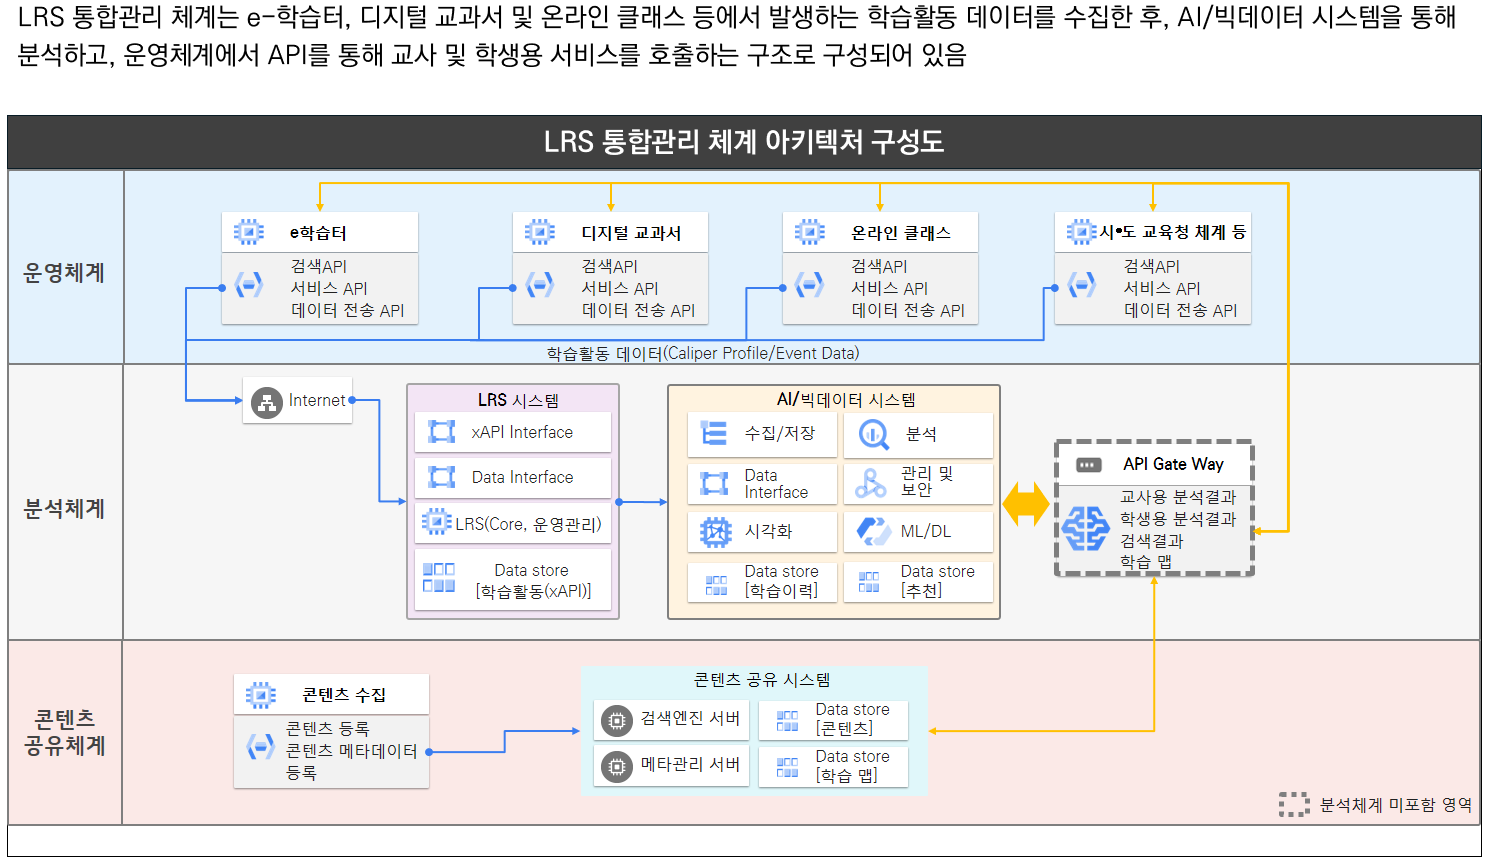 LRS 통합관리 체계는 e-학습터, 디지털 교과서 및 온라인 클래스 등에서 발생하는 학습활동 데이터를 수집한 후, AI/빅데이터 시스템을 통해
분석하고, 운영체계에서 API를 통해 교사 및 학생용 서비스를 호출하는 구조로 구성되어 있음
LRS 통합관리 체계 아키텍처 구성도
운영체계
e학습터
검색API
서비스 API
데이터 전송 API
디지털 교과서
검색API
서비스 API
데이터 전송 API
온라인 클래스
검색API
서비스 API
데이터 전송 API
시•도 교육청 체계 등
검색API
서비스 API
데이터 전송 API
학습활동 데이터(Caliper Profile/Event Data)
분석체계
Internet
LRS 시스템
xAPI Interface
Data Interface
LRS(Core, 운영관리)
Data store
[학습활동(xAPI)]
AI/빅데이터 시스템
수집/저장
분석
Data
Interface
관리 및
보안
시각화
ML/DL
Data store
[학습이력]
Data store
[추천]
API Gate Way
교사용 분석결과
학생용 분석결과
검색결과
학습 맵
콘텐츠
공유체계
콘텐츠 수집
콘텐츠 등록
콘텐츠 메타데이터
등록
콘텐츠 공유 시스템
검색엔진 서버
Data store
[콘텐츠]
메타관리 서버
Data store
[학습 맵]
분석체계 미포함 영역